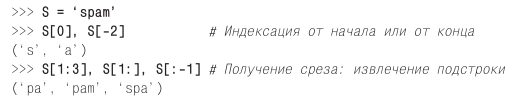 >>> S = ‘spam’
>>> S[0], S[-2] # Индексация от начала или от конца
(‘s’, ‘a’)
>>> S[1:3], S[1:], S[:-1] # Получение среза: извлечение подстроки
(‘pa’, ‘pam’, ‘spa’)